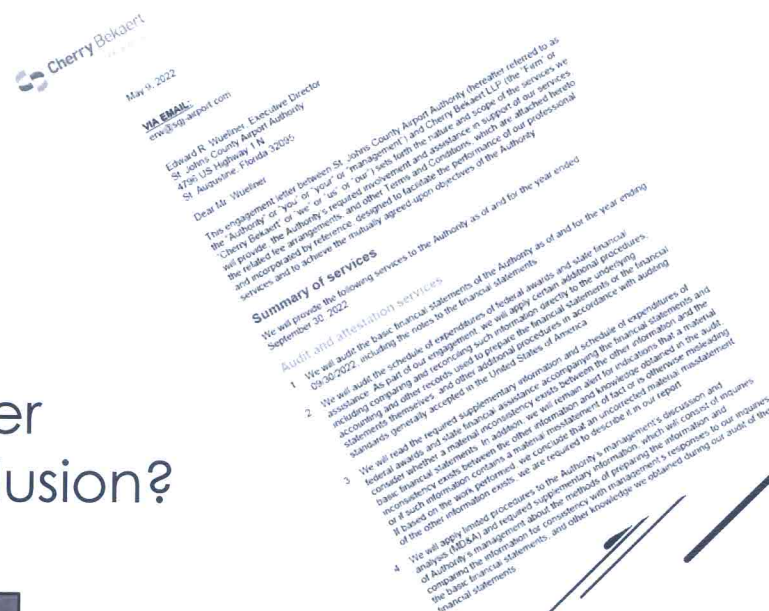 Cherry Bekaert
May 9, 2022
VIA EMAIL:
erw@sgj-airport.com
Edward R. Wuellner, Executive Director
St. Johns County Airport Authority
4796 US Highway 1 N
St. Augustine, Florida 32095
Dear Mr. Wuellner
This engagement letter between St. Johns County Airport Authority (hereafter referred to as
the "Authority" or "you" or "your" or "management") and Cherry Bekaert LLP (the "Firm" or
"Cherry Bekaert" or "we" or "us" or "our") sets forth the nature and scope of the services we
will provide, the Authority's required involvement and assistance in support of our services
the related fee arrangements, and other Terms and Conditions, which are attached hereto
and incorporated by reference, designed to facilitate the performance of our professional
services and to achieve the mutually agreed upon objectives of the Authority
Summary of services
We will provide the following services to the Authority as of and for the year ended
September 30, 2022
Audit and attestation services
1 We will audit the basic financial statements of the Authority as of and for the year ending
09/30/2022, including the notes to the financial statements
2 We will audit the schedule of expenditures of federal awards and state financial
assistance. As part of our engagement, we will apply certain additional procedures,
including comparing and reconciling such information directly to the underlying
accounting and other records used to prepare the financial statements or the financial
statements themselves, and other additional procedures in accordance with auditing
standards generally accepted in the United States of America
3 We will read the required supplementary information and schedule of expenditures of
federal awards and state financial assistance accompanying the financial statements and
consider whether a material inconsistency exists between the other information and the
basic financial statements. In addition, we will remain alert for indications that a material
inconsistency exists between the other information and knowledge obtained in the audit,
or if such information contains a material misstatement of fact or is otherwise misleading
If based on the work performed, we conclude that an uncorrected material misstatement
of the other information exists, we are required to describe it in our report
4 We will apply limited procedures to the Authority's management's discussion and
analysis (MD&A) and required supplementary information, which will consist of inquiries
of Authority's management about the methods of preparing the information and
comparing the information for consistency with management's responses to our inquiries
the basic financial statements, and other knowledge we obtained during our audit of the
financial statements
er
usion?